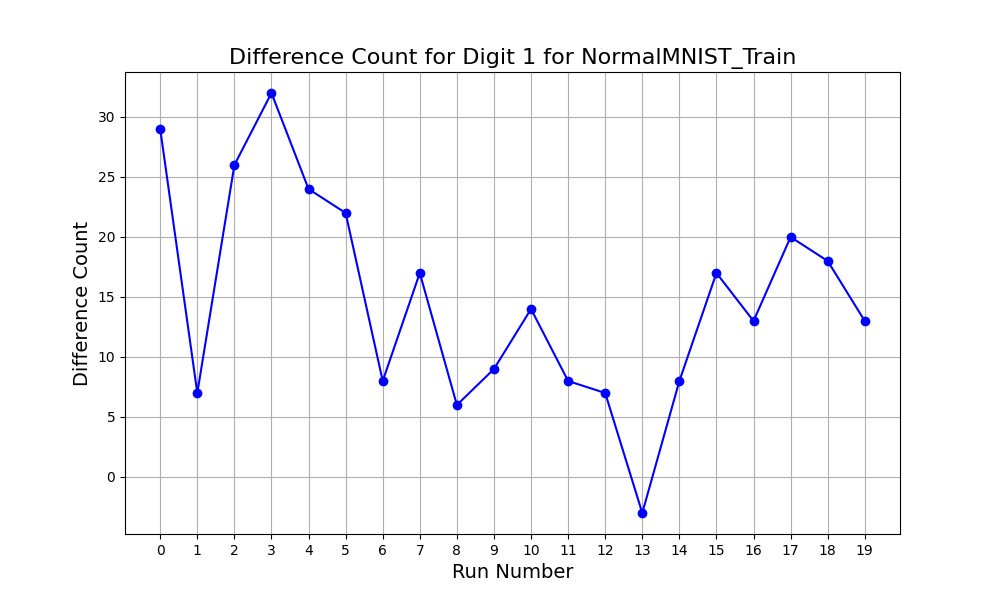 Difference Count for Digit 1 for NormalMNIST_Train
Difference Count
30
25
20
15
10
5
0
0 1 2 3 4 5 6 7 8 9 10 11 12 13 14 15 16 17 18 19
Run Number